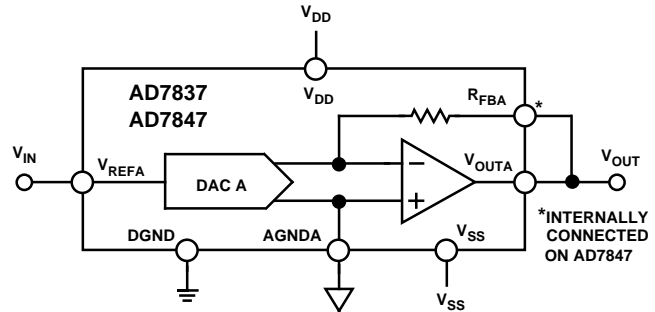 VDD
VDD
AD7837
AD7847
RFBA
*
VIN
VREFA
DAC A
VOUTA
VOUT
–
+
*INTERNALLY
CONNECTED
ON AD7847
DGND
AGNDA
VSS
VSS